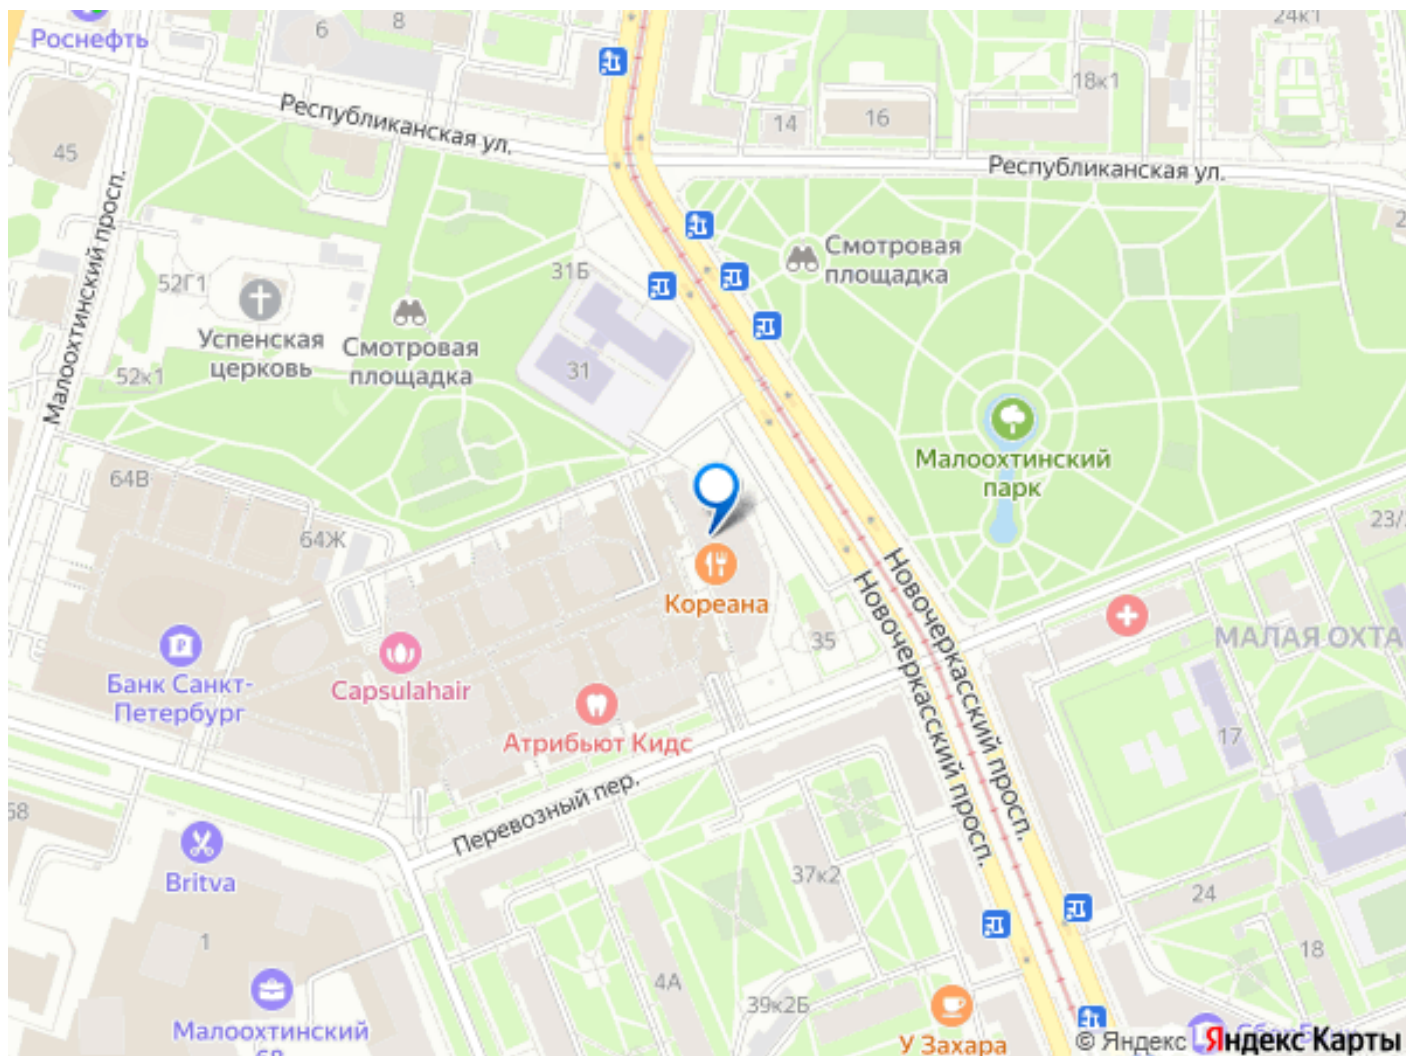 24к1
Роснефть
6
8
18к1
Республиканская ул.
14
16
45
Республиканская ул.
Малоохтинский просп.
Смотровая
площадка
31Б
52Г1
Успенская
церковь
Смотровая
площадка
31
52к1
Малоохтинский
парк
64В
64Ж
Кореана
Новочеркасский просп.
Новочеркасский просп.
35
МАЛАЯ ОХТА
Capsulahair
Банк Санкт-
Петербург
Атрибьют Кидс
17
Перевозный пер.
Britva
37к2
24
1
18
4А
39к2Б
Малоохтинский
68
У Захара
© Яндекс
Яндекс Карты